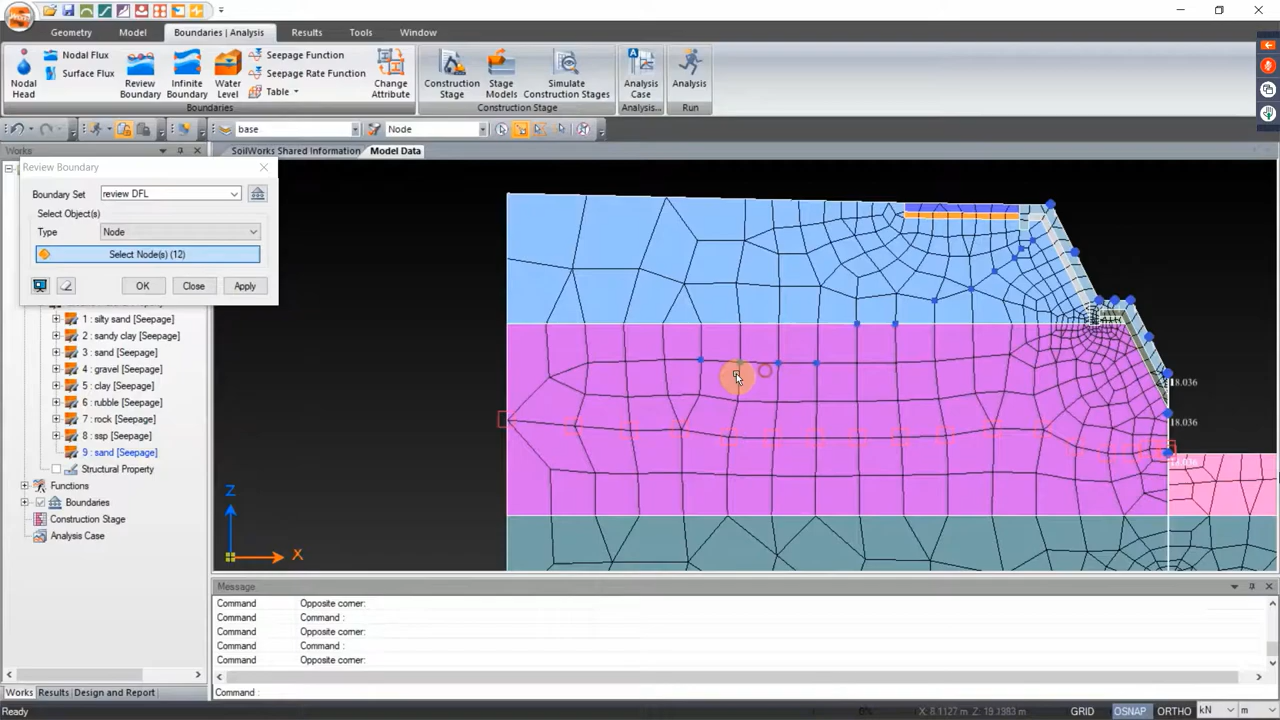 Geometry Model Boundaries | Analysis Results Tools Window
Nodal Head
Nodal Flux
Surface Flux
Review Boundary
Infinite Boundary
Water Level
Seepage Function
Seepage Rate Function
Table
Change Attribute
Construction Stage
Stage Models
Simulate Construction Stages
Analysis Case
Analysis
Boundaries Construction Stage Analysis... Run
base Node
Works
SoilWorks Shared Information Model Data
Review Boundary
Boundary Set review DFL
Select Object(s)
Type Node
Select Node(s) (12)
OK Close Apply
1 : silty sand [Seepage]
2 : sandy clay [Seepage]
3 : sand [Seepage]
4 : gravel [Seepage]
5 : clay [Seepage]
6 : rubble [Seepage]
7 : rock [Seepage]
8 : ssp [Seepage]
9 : sand [Seepage]
Structural Property
Functions
Boundaries
Construction Stage
Analysis Case
18.036
18.036
Z
X
Message
Command Opposite corner:
Command Command :
Command Opposite corner:
Command Command :
Command Opposite corner:
Command :
Works Results Design and Report
Ready X: 8.1127 m Z: 19.1983 m GRID OSNAP ORTHO kN m